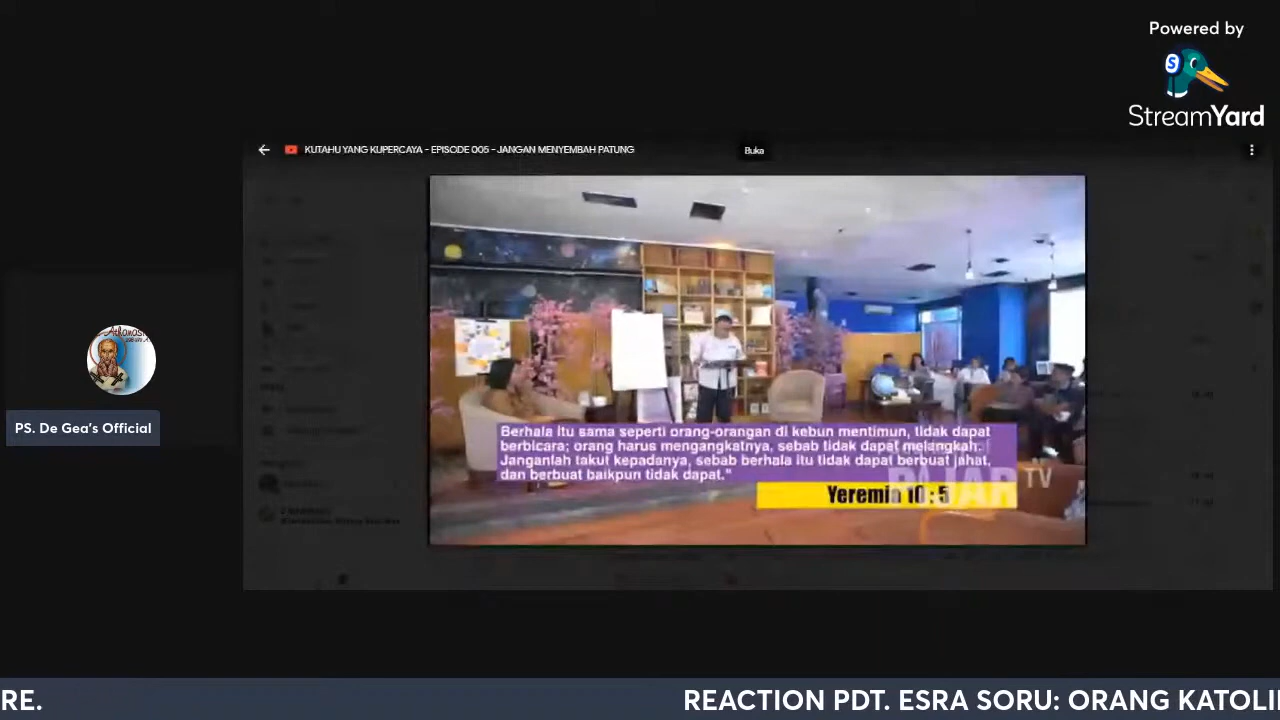 Powered by
StreamYard
KUTAHU YANG KUPERCAYA - EPISODE 005 - JANGAN MENYEMBAH PATUNG
Buka
Berhala itu sama seperti orang-orangan di kebun mentimun, tidak dapat
berbicara; orang harus mengangkatnya, sebab tidak dapat melangkah.
Janganlah takut kepadanya, sebab berhala itu tidak dapat berbuat jahat,
dan berbuat baikpun tidak dapat."
FAJAR TV
Yeremia 10 : 5
PS. De Gea's Official
RE.
REACTION PDT. ESRA SORU: ORANG KATOLI